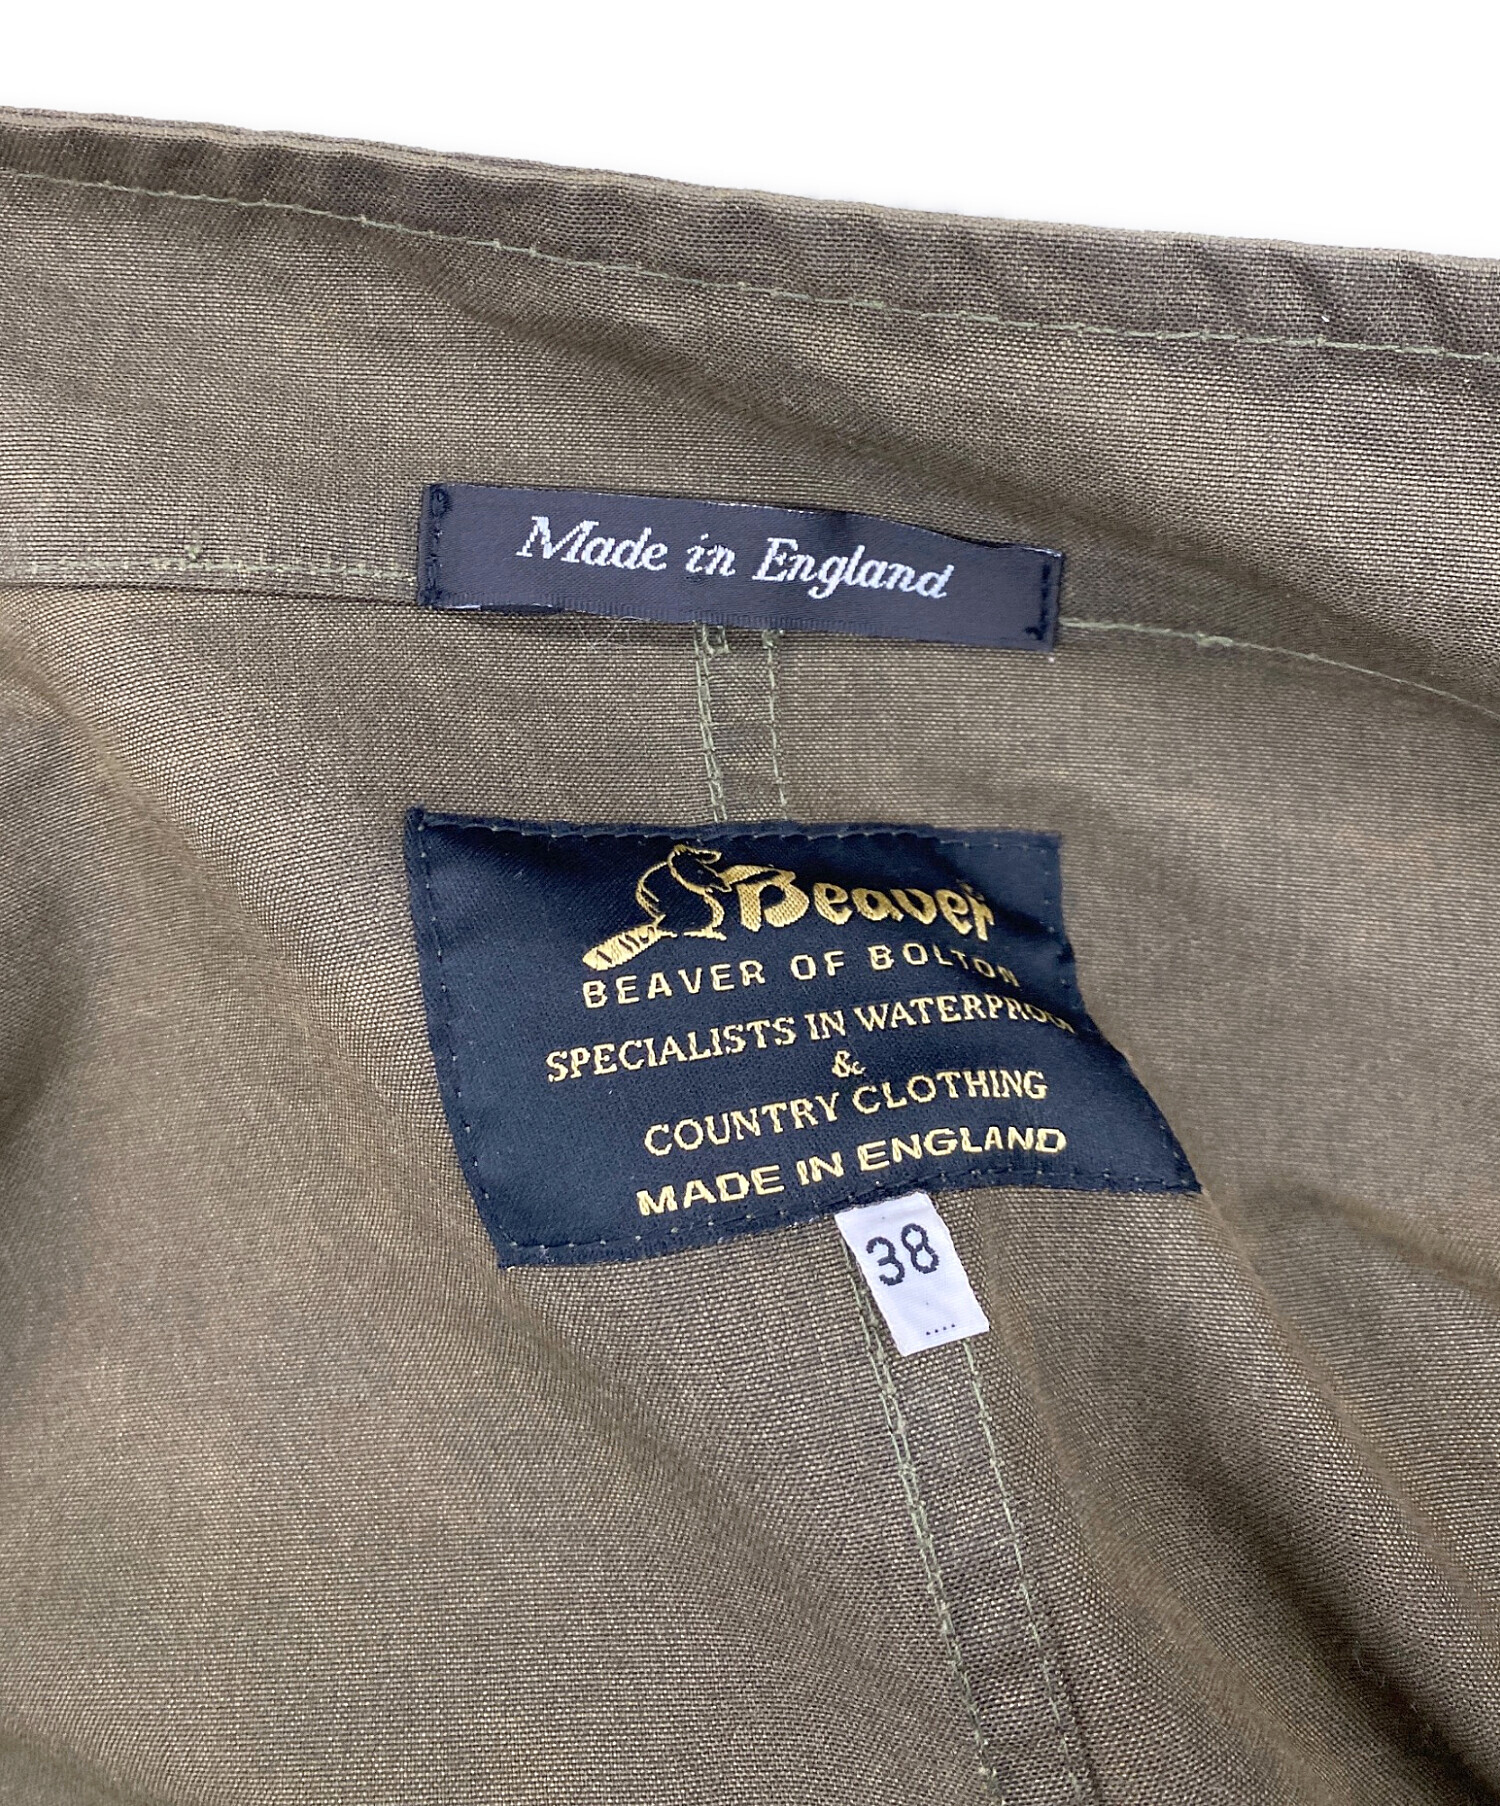 Made in England
Beaver
BEAVER OF BOLTON
SPECIALISTS IN WATERPROOF
&
COUNTRY CLOTHING
MADE IN ENGLAND
38